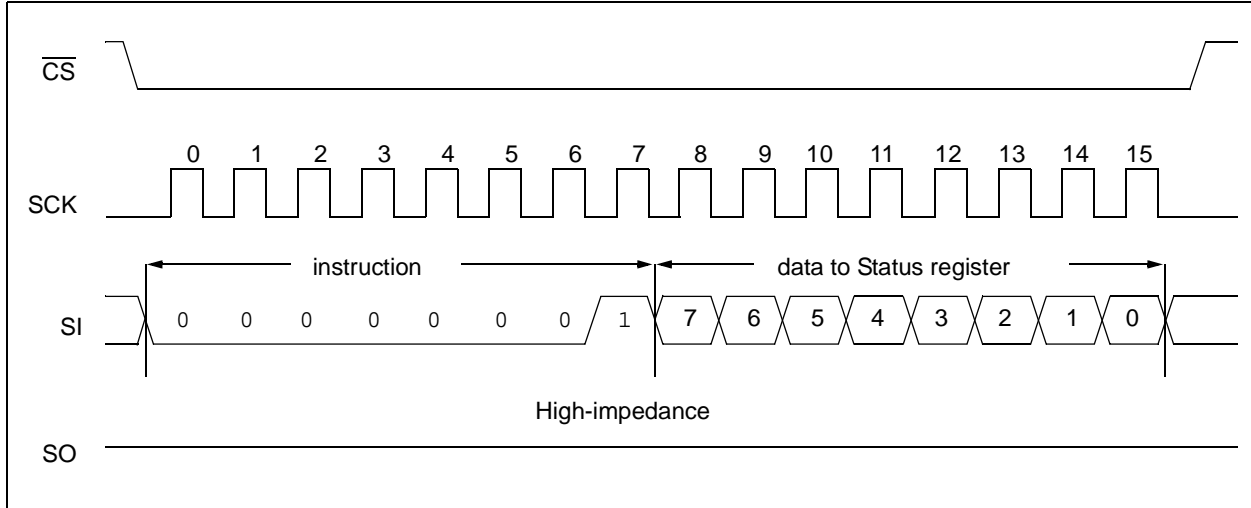 CS
0 1 2 3 4 5 6 7 8 9 10 11 12 13 14 15
SCK
instruction data to Status register
SI 0 0 0 0 0 0 0 1 7 6 5 4 3 2 1 0
High-impedance
SO